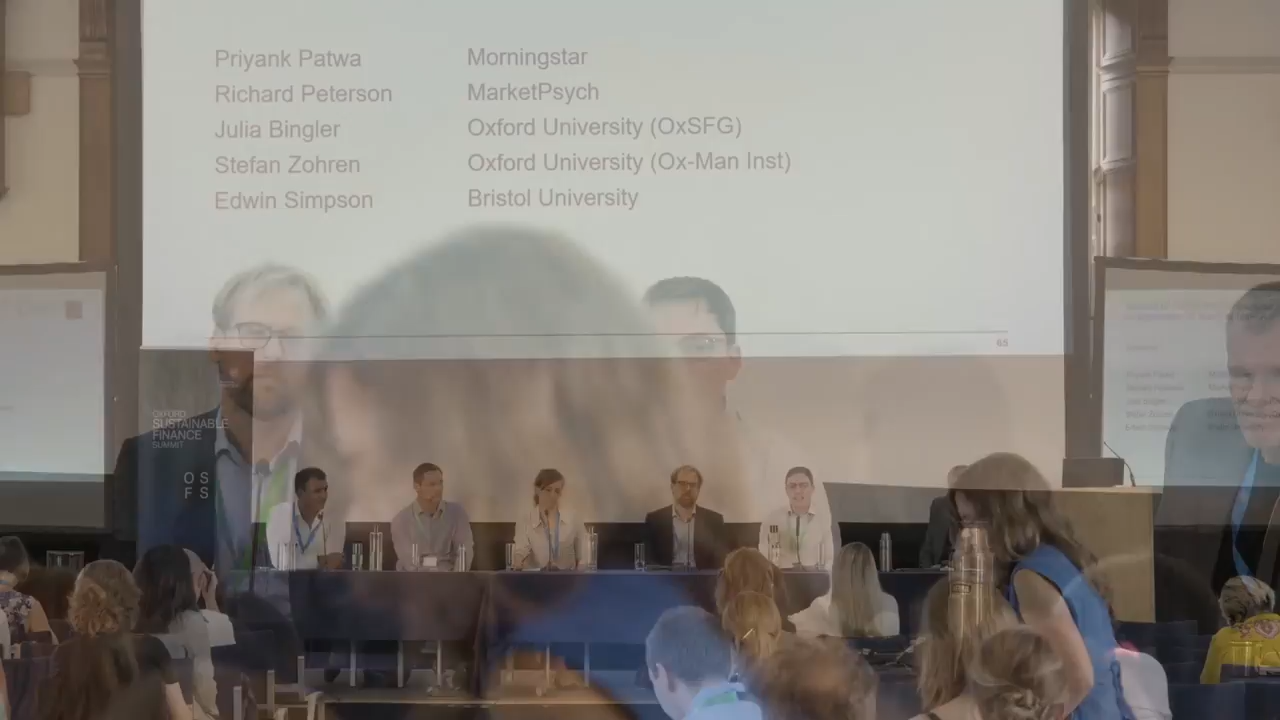 Priyank Patwa Morningstar
Richard Peterson MarketPsych
Julia Bingler Oxford University (OxSFG)
Stefan Zohren Oxford University (Ox-Man Inst)
Edwin Simpson Bristol University
65
OXFORD
SUSTAINABLE
FINANCE
SUMMIT
O S
F S